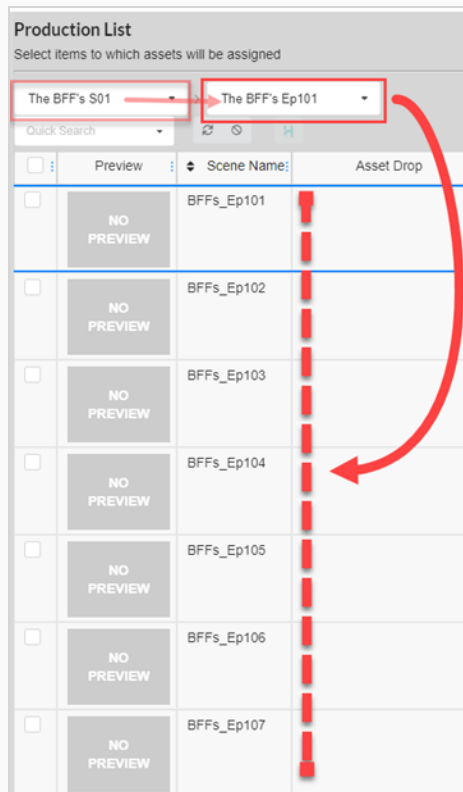 Production List
Select items to which assets will be assigned
The BFF's S01 The BFF's Ep101
Quick Search
Preview Scene Name Asset Drop
NO
PREVIEW
BFFs_Ep101
NO
PREVIEW
BFFs_Ep102
NO
PREVIEW
BFFs_Ep103
NO
PREVIEW
BFFs_Ep104
NO
PREVIEW
BFFs_Ep105
NO
PREVIEW
BFFs_Ep106
NO
PREVIEW
BFFs_Ep107